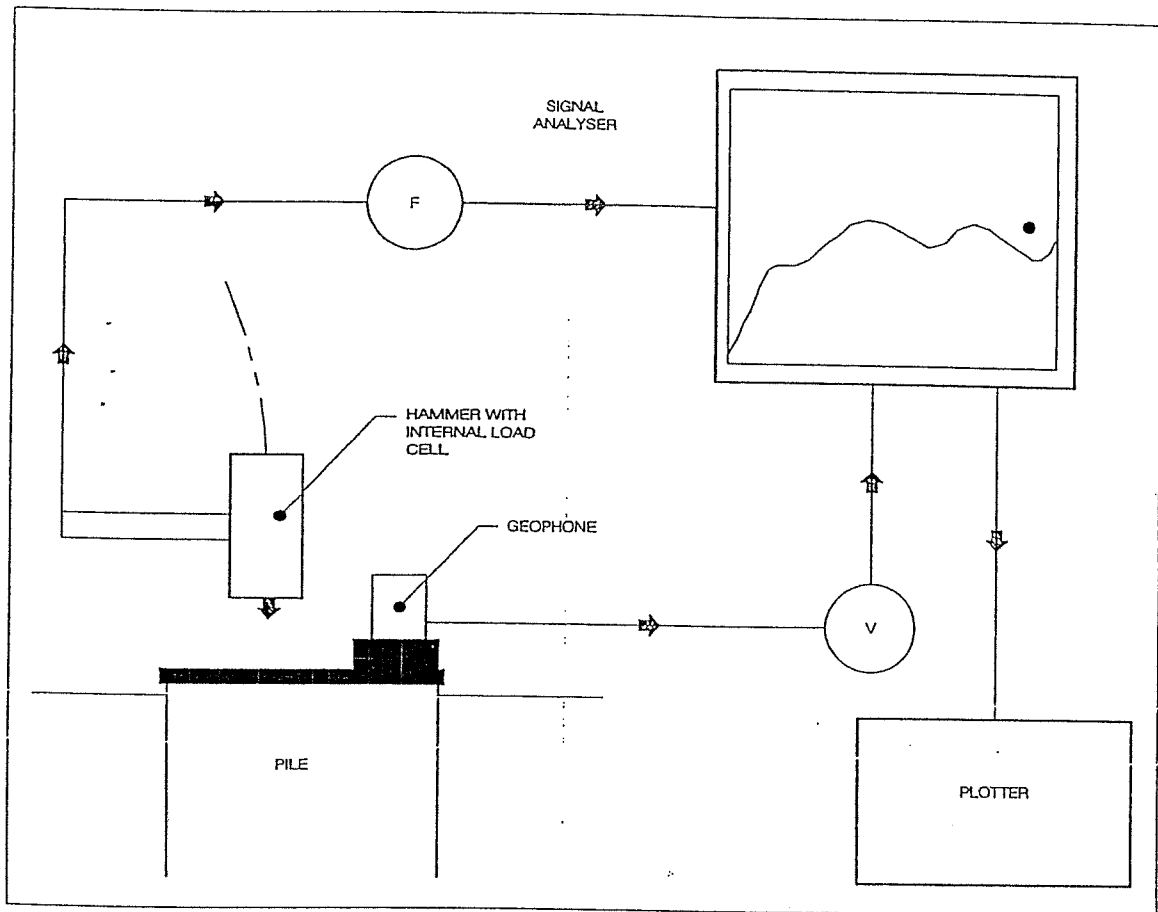 SIGNAL
ANALYSER
F
HAMMER WITH
INTERNAL LOAD
CELL
GEOPHONE
V
PILE
PLOTTER